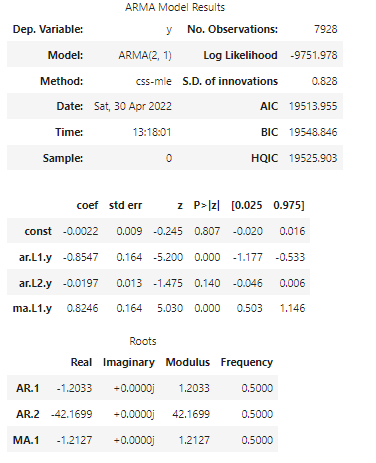 ARMA Model Results
Dep. Variable: y No. Observations: 7928
Model: ARMA(2, 1) Log Likelihood -9751.978
Method: css-mle S.D. of innovations 0.828
Date: Sat, 30 Apr 2022 AIC 19513.955
Time: 13:18:01 BIC 19548.846
Sample: 0 HQIC 19525.903
coef std err z P>|z| [0.025 0.975]
const -0.0022 0.009 -0.245 0.807 -0.020 0.016
ar.L1.y -0.8547 0.164 -5.200 0.000 -1.177 -0.533
ar.L2.y -0.0197 0.013 -1.475 0.140 -0.046 0.006
ma.L1.y 0.8246 0.164 5.030 0.000 0.503 1.146
Roots
Real Imaginary Modulus Frequency
AR.1 -1.2033 +0.0000j 1.2033 0.5000
AR.2 -42.1699 +0.0000j 42.1699 0.5000
MA.1 -1.2127 +0.0000j 1.2127 0.5000